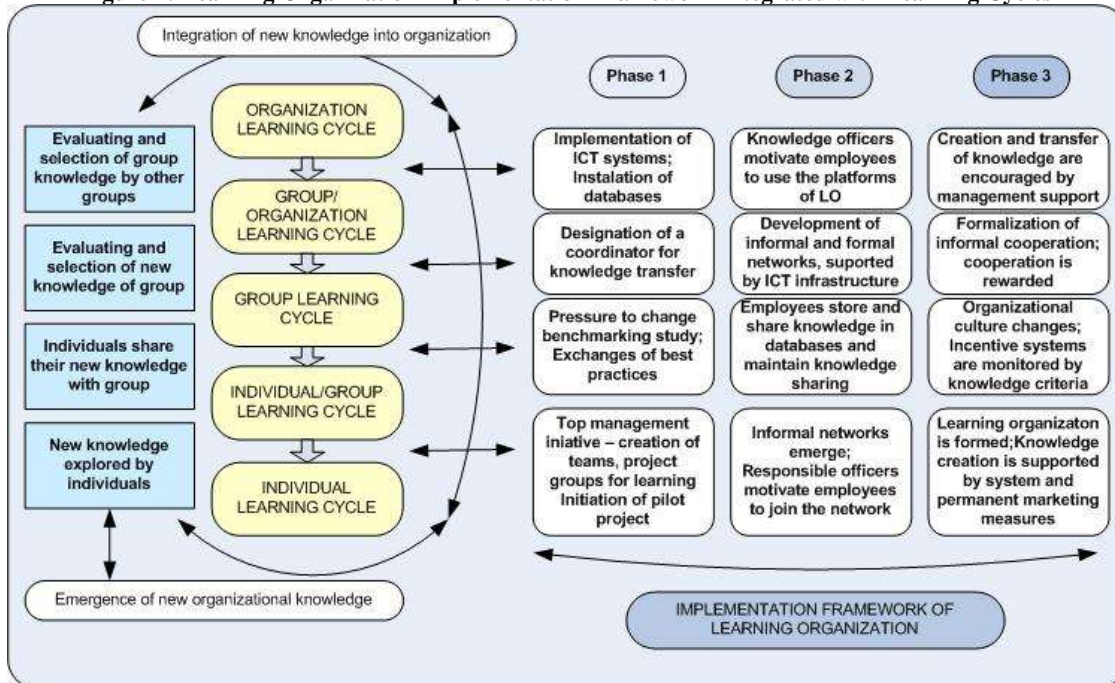 Learning Organization Implementation Framework Integrated with Learning Cycles
Integration of new knowledge into organization
Evaluating and
selection of group
knowledge by other
groups
Evaluating and
selection of new
knowledge of group
Individuals share
their new knowledge
with group
New knowledge
explored by
individuals
Emergence of new organizational knowledge
ORGANIZATION
LEARNING CYCLE
GROUP/
ORGANIZATION
LEARNING CYCLE
GROUP LEARNING
CYCLE
INDIVIDUAL/GROUP
LEARNING CYCLE
INDIVIDUAL
LEARNING CYCLE
Phase 1
Phase 2
Phase 3
Implementation of
ICT systems;
Instalation of
databases
Knowledge officers
motivate employees
to use the platforms
of LO
Creation and transfer
of knowledge are
encouraged by
management support
Designation of a
coordinator for
knowledge transfer
Development of
informal and formal
networks, suported
by ICT infrastructure
Formalization of
informal cooperation;
cooperation is
rewarded
Pressure to change
benchmarking study;
Exchanges of best
practices
Employees store and
share knowledge in
databases and
maintain knowledge
sharing
Organizational
culture changes;
Incentive systems
are monitored by
knowledge criteria
Top management
iniative – creation of
teams, project
groups for learning
Initiation of pilot
project
Informal networks
emerge;
Responsible officers
motivate employees
to join the network
Learning organizaton
is formed;Knowledge
creation is supported
by system and
permanent marketing
measures
IMPLEMENTATION FRAMEWORK OF
LEARNING ORGANIZATION